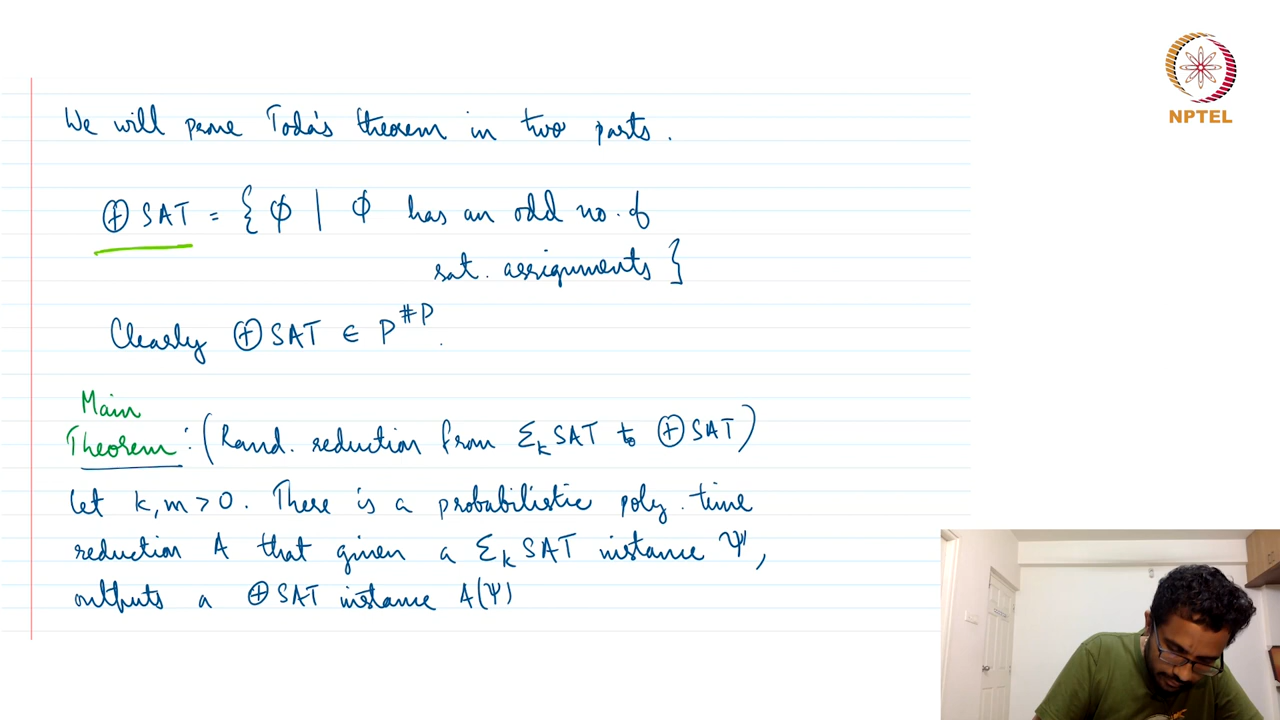 We will prove Toda's theorem in two parts.
⊕ SAT = { ϕ | ϕ has an odd no. of
sat. assignments }
Clearly ⊕ SAT ∈ P^#P.
Main
Theorem: (Rand. reduction from Σ_k SAT to ⊕ SAT)
Let k, m > 0. There is a probabilistic poly. time
reduction A that given a Σ_k SAT instance Ψ,
outputs a ⊕ SAT instance A(Ψ)
NPTEL